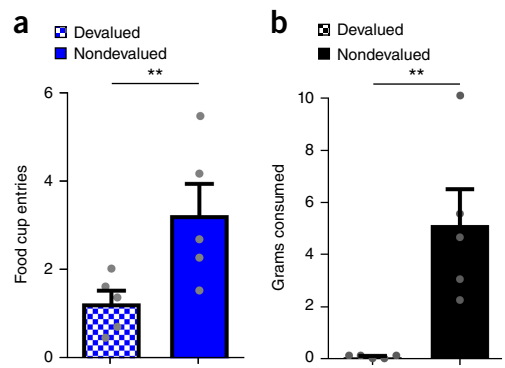 a
Devalued
Nondevalued
**
Food cup entries
6
4
2
0
b
Devalued
Nondevalued
**
Grams consumed
10
8
6
4
2
0